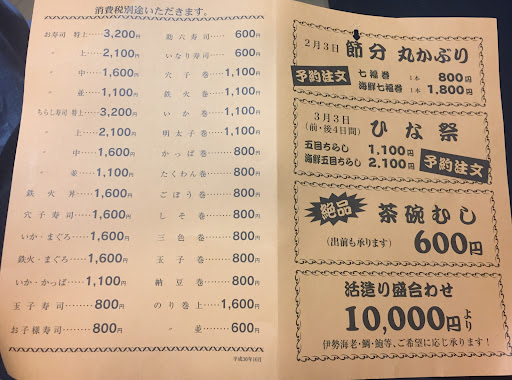 消費税別途いただきます。
お寿司 特上…3,200円
〃 上…2,100円
〃 中…1,600円
〃 並…1,100円
ちらし寿司 特上…3,200円
〃 上…2,100円
〃 中…1,600円
〃 並…1,100円
鉄火丼…1,600円
穴子寿司…1,600円
いか・まぐろ…1,600円
鉄火・まぐろ…1,600円
いか・かっぱ…1,100円
玉子寿司…800円
お子様寿司…800円
助六寿司…600円
いなり寿司…600円
穴子巻…1,100円
鉄火巻…1,100円
いか巻…1,100円
明太子巻…1,100円
かっぱ巻…800円
たくわん巻…800円
ごぼう巻…800円
しそ巻…800円
三色巻…800円
玉子巻…800円
納豆巻…800円
のり巻上…1,600円
〃 並…600円
平成30年10月
2月3日 節分 丸かぶり
予約注文
七福巻 1本 800円
海鮮七福巻 1本 1,800円
3月3日
(前・後4日間)
ひな祭
五目ちらし 1,100円
海鮮五目ちらし 2,100円
予約注文
絶品
茶碗むし
(出前も承ります) 600円
活造り盛合わせ
10,000円より
伊勢海老・鯛・鮑等、ご希望に応じ承ります!